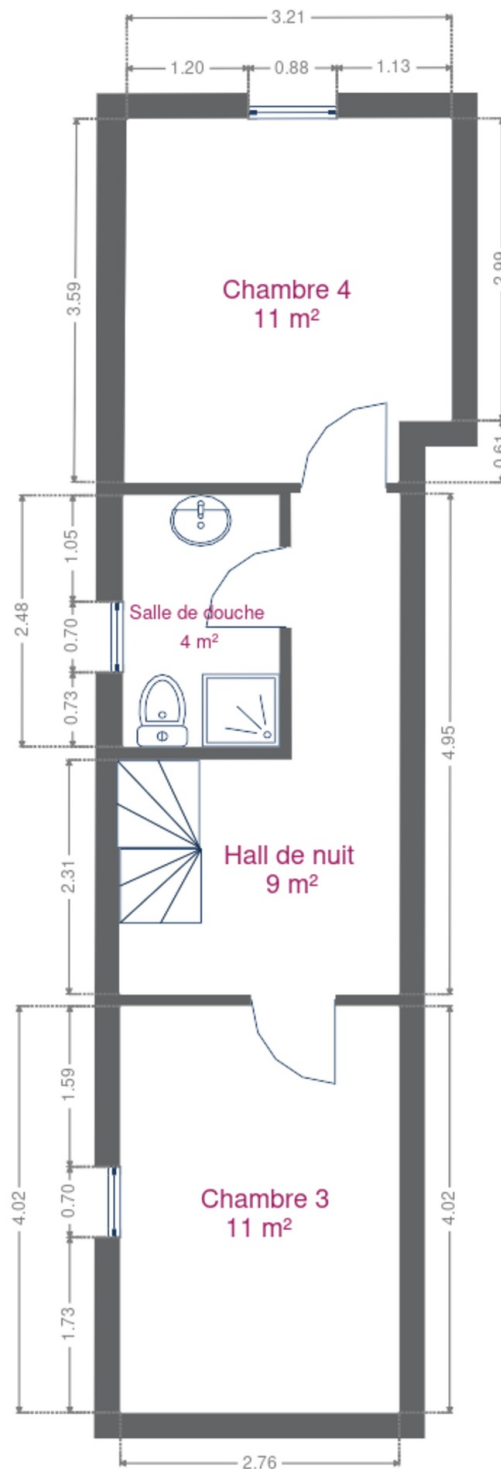 3.21
1.20
0.88
1.13
3.59
2.99
Chambre 4
11 m²
0.61
1.05
2.48
0.70
Salle de douche
4 m²
0.73
4.95
2.31
Hall de nuit
9 m²
1.59
4.02
0.70
Chambre 3
11 m²
4.02
1.73
2.76